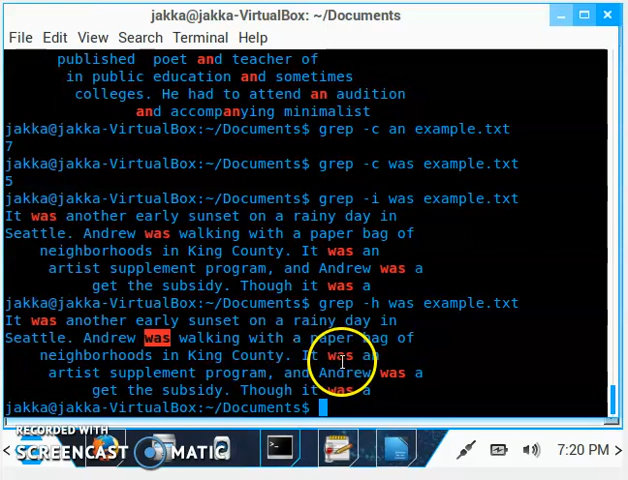 jakka@jakka-VirtualBox: ~/Documents
File Edit View Search Terminal Help
published  poet and teacher of
in public education and sometimes
colleges. He had to attend an audition
and accompanying minimalist
jakka@jakka-VirtualBox:~/Documents$ grep -c an example.txt
7
jakka@jakka-VirtualBox:~/Documents$ grep -c was example.txt
5
jakka@jakka-VirtualBox:~/Documents$ grep -i was example.txt
It was another early sunset on a rainy day in
Seattle. Andrew was walking with a paper bag of
neighborhoods in King County. It was an
artist supplement program, and Andrew was a
get the subsidy. Though it was a
jakka@jakka-VirtualBox:~/Documents$ grep -h was example.txt
It was another early sunset on a rainy day in
Seattle. Andrew was walking with a paper bag of
neighborhoods in King County. It was an
artist supplement program, and Andrew was a
get the subsidy. Though it was a
jakka@jakka-VirtualBox:~/Documents$
RECORDED WITH
SCREENCAST MATIC
7:20 PM